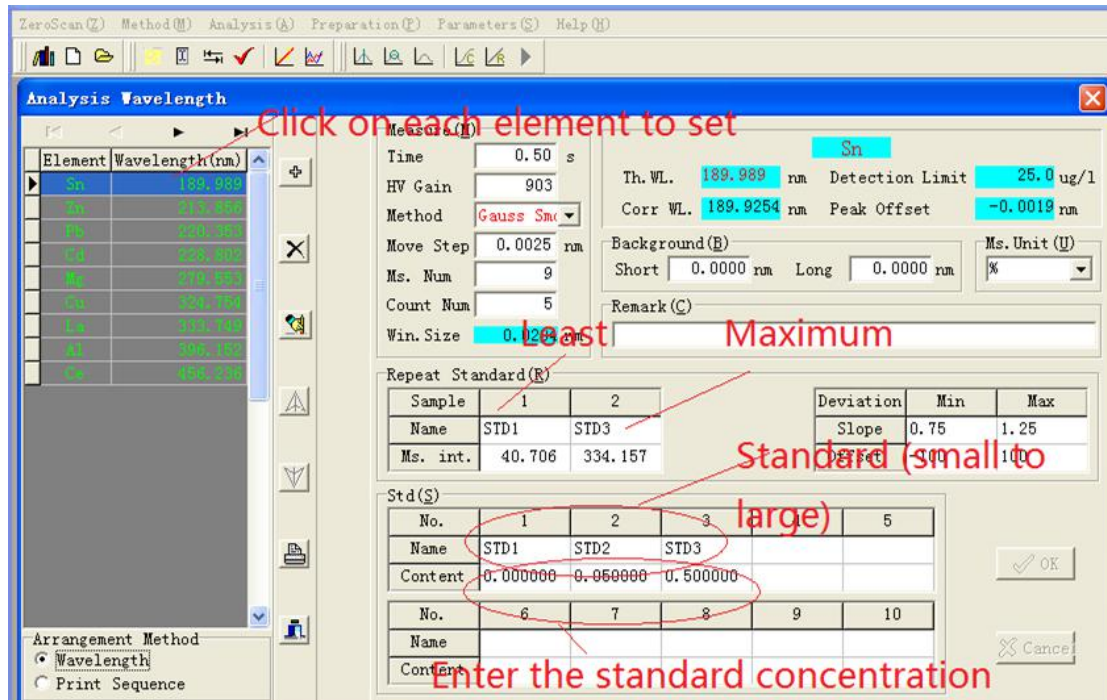 ZeroScan(Z) Method(M) Analysis(A) Preparation(P) Parameters(S) Help(H)
Analysis Wavelength
Click on each element to set
Element Wavelength(nm)
Sn 189.989
Zn 213.856
Pb 220.353
Cd 228.802
Mg 279.553
Cu 324.754
La 333.749
Al 396.152
Ce 456.236
Arrangement Method
Wavelength
Print Sequence
Measure(M)
Time 0.50 s
HV Gain 903
Method Gauss Smo
Move Step 0.0025 nm
Ms. Num 9
Count Num 5
Win. Size nm
Sn
Th. WL. 189.989 nm Detection Limit 25.0 ug/l
Corr WL. 189.9254 nm Peak Offset -0.0019 nm
Background(B)
Short 0.0000 nm Long 0.0000 nm
Ms. Unit(U)
%
Remark(C)
Least
Maximum
Repeat Standard(R)
Sample 1 2
Name STD1 STD3
Ms. int. 40.706 334.157
Deviation Min Max
Slope 0.75 1.25
Offset -100 100
Standard (small to
large)
Std(S)
No. 1 2 3 4 5
Name STD1 STD2 STD3
Content 0.000000 0.050000 0.500000
No. 6 7 8 9 10
Name
Content
Enter the standard concentration
OK
Cancel